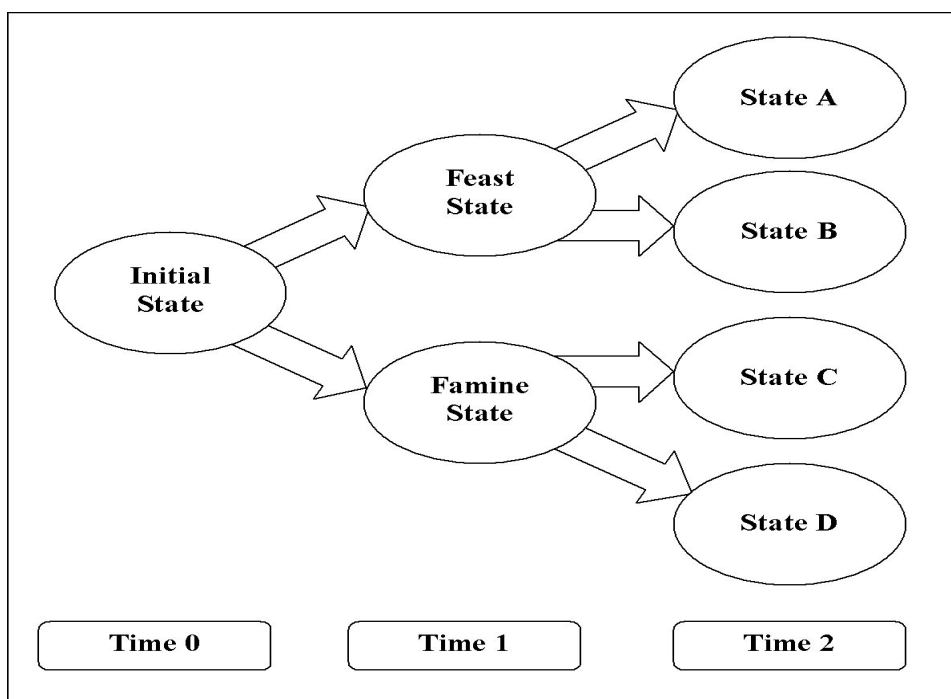 Initial
State
Feast
State
Famine
State
State A
State B
State C
State D
Time 0
Time 1
Time 2